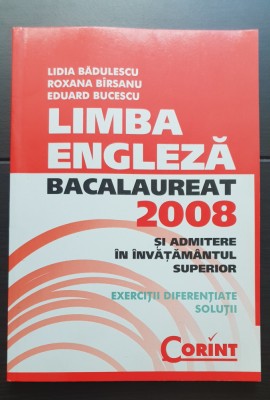 LIDIA BĂDULESCU
ROXANA BÎRSANU
EDUARD BUCESCU
LIMBA
ENGLEZĂ
BACALAUREAT
2008
ȘI ADMITERE
ÎN ÎNVĂȚĂMÂNTUL
SUPERIOR
EXERCIȚII DIFERENȚIATE
SOLUȚII
CORINT